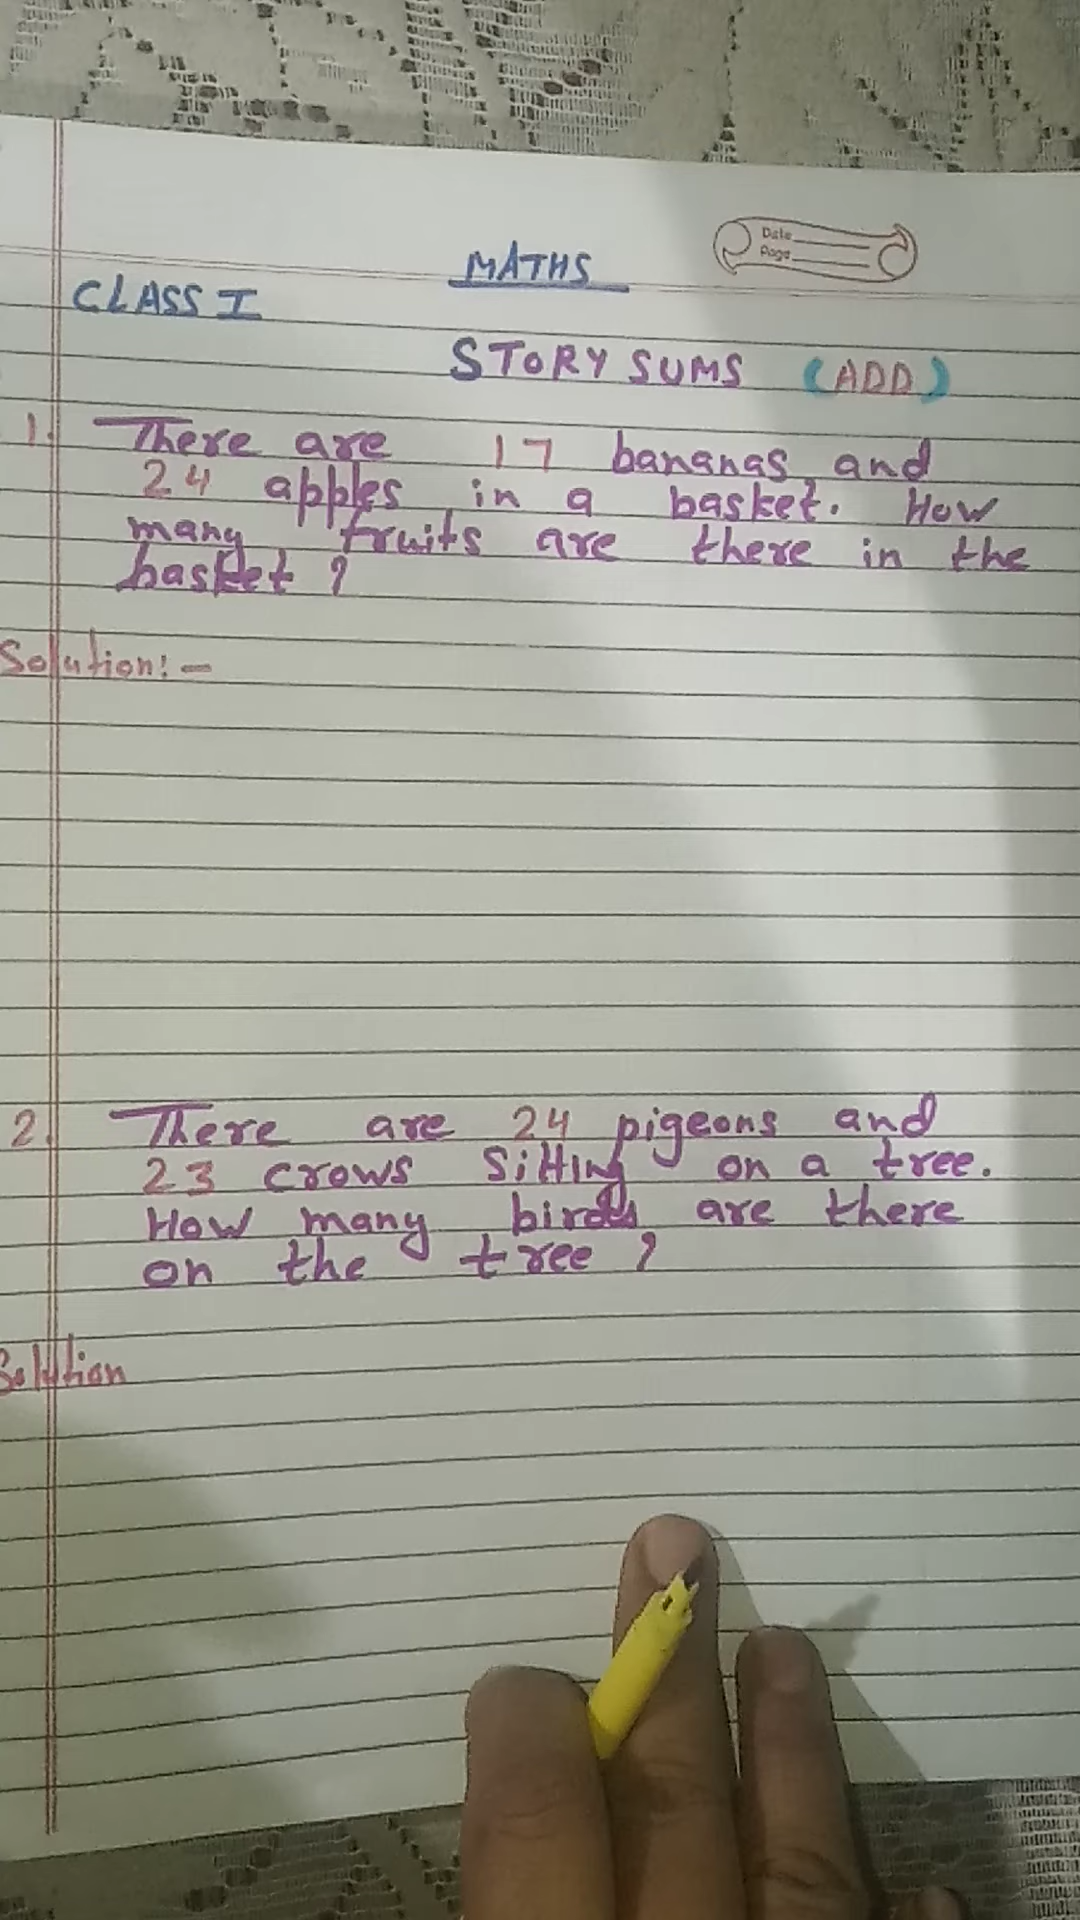 Date
Page
MATHS
CLASS I
STORY SUMS (ADD)
1. There are 17 bananas and
24 apples in a basket. How
many fruits are there in the
basket ?
Solution:-
2. There are 24 pigeons and
23 crows sitting on a tree.
How many birds are there
on the tree ?
Solution